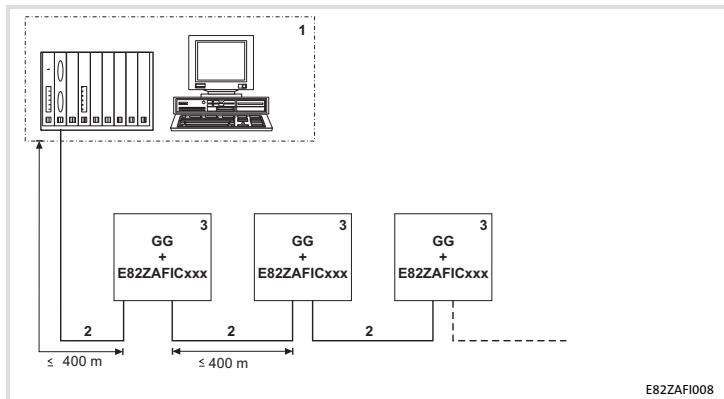 1
3
GG
+
E82ZAFICxxx
3
GG
+
E82ZAFICxxx
3
GG
+
E82ZAFICxxx
2
2
2
≤ 400 m
≤ 400 m
E82ZAFI008